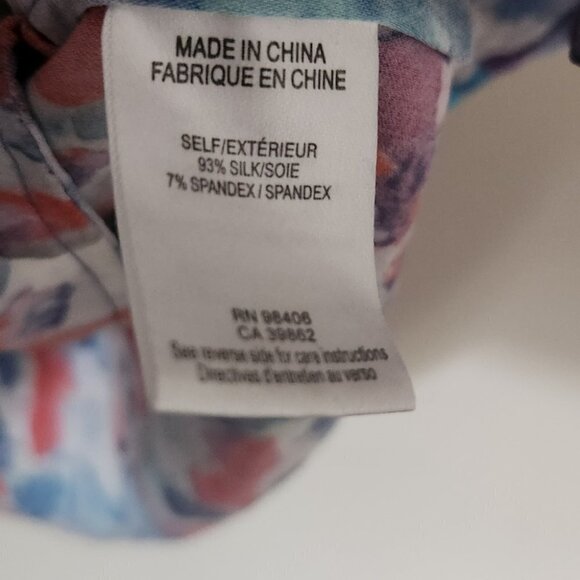 MADE IN CHINA
FABRIQUE EN CHINE
SELF/EXTÉRIEUR
93% SILK/SOIE
7% SPANDEX / SPANDEX
RN 98406
CA 39862
See reverse side for care instructions
Directives d'entretien au verso